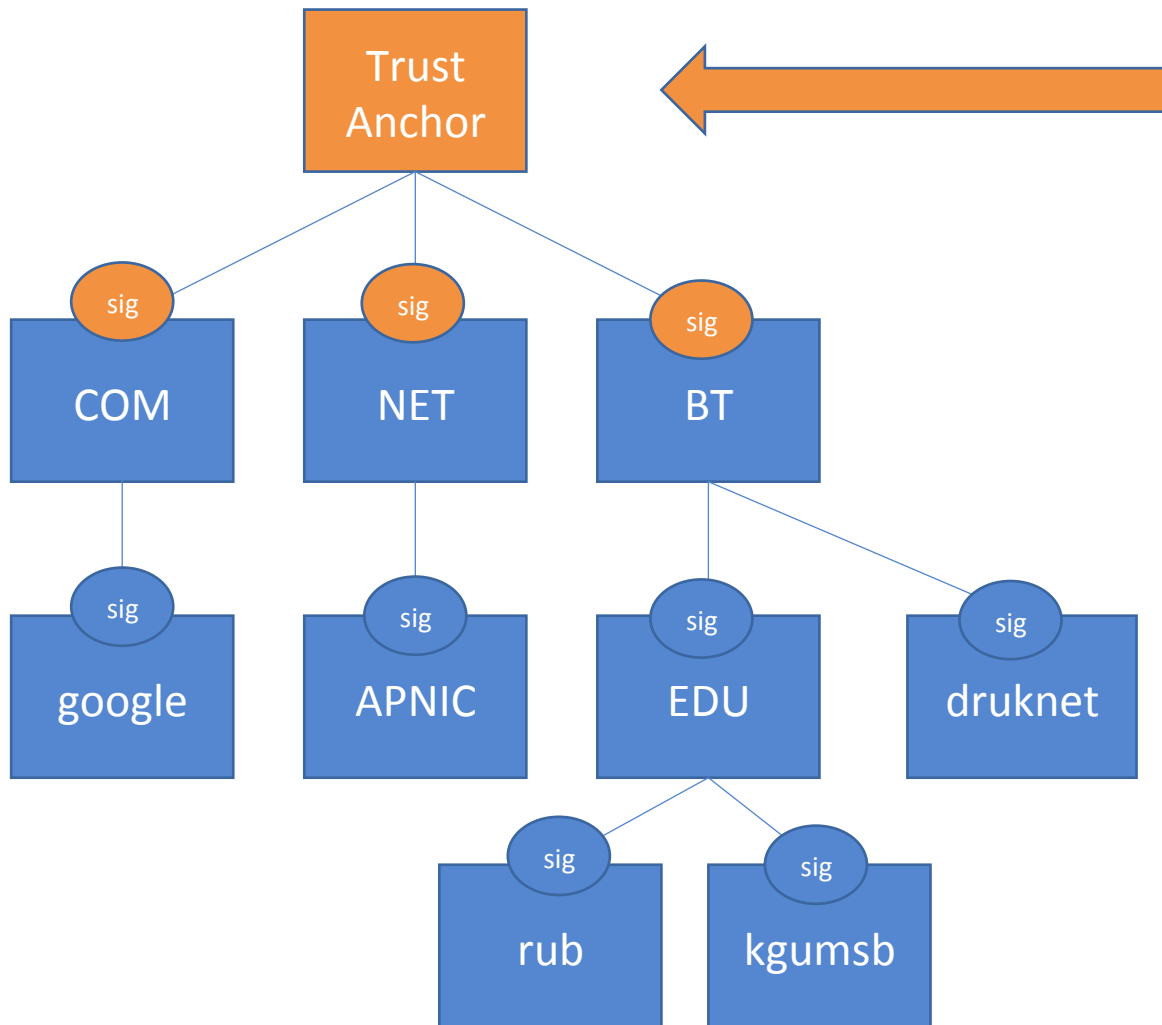 Trust
Anchor
sig
sig
sig
COM
NET
BT
sig
sig
sig
sig
google
APNIC
EDU
druknet
sig
sig
rub
kgumsb